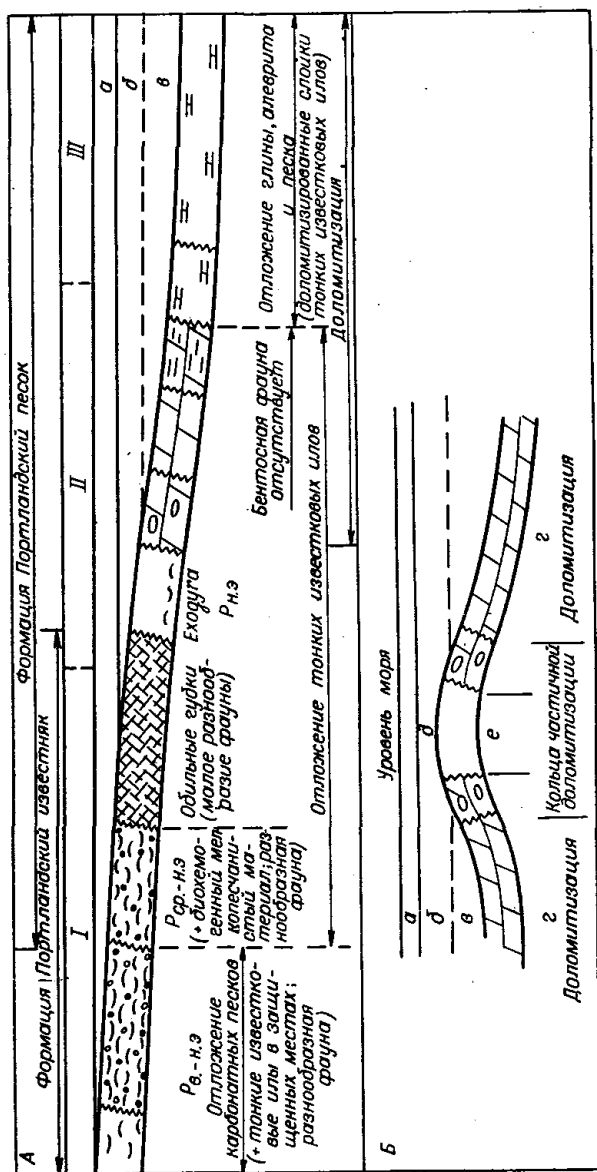 А
Формация Портландский известняк
Формация Портландский песок
I
II
III
а
б
в
Рв.-н.э
Отложение
карбонатных песков
(+ тонкие известко-
вые илы в защи-
щенных местах;
разнообразная
фауна)
Рср.-н.э
(+ биохемо-
генный мел-
копесчани-
стый ма-
териал; раз-
нообразная
фауна)
Обильные губки
(малое разнооб-
разие фауны)
Еходуга
Рн.э
Отложение тонких известковых илов
Бентосная фауна
отсутствует
Отложение глины, алеврита
и песка
(доломитизированные слойки
тонких известковых илов)
Доломитизация
Б
Уровень моря
а
б
в
г
Доломитизация
д
е
Кольца частичной
доломитизации
г
Доломитизация